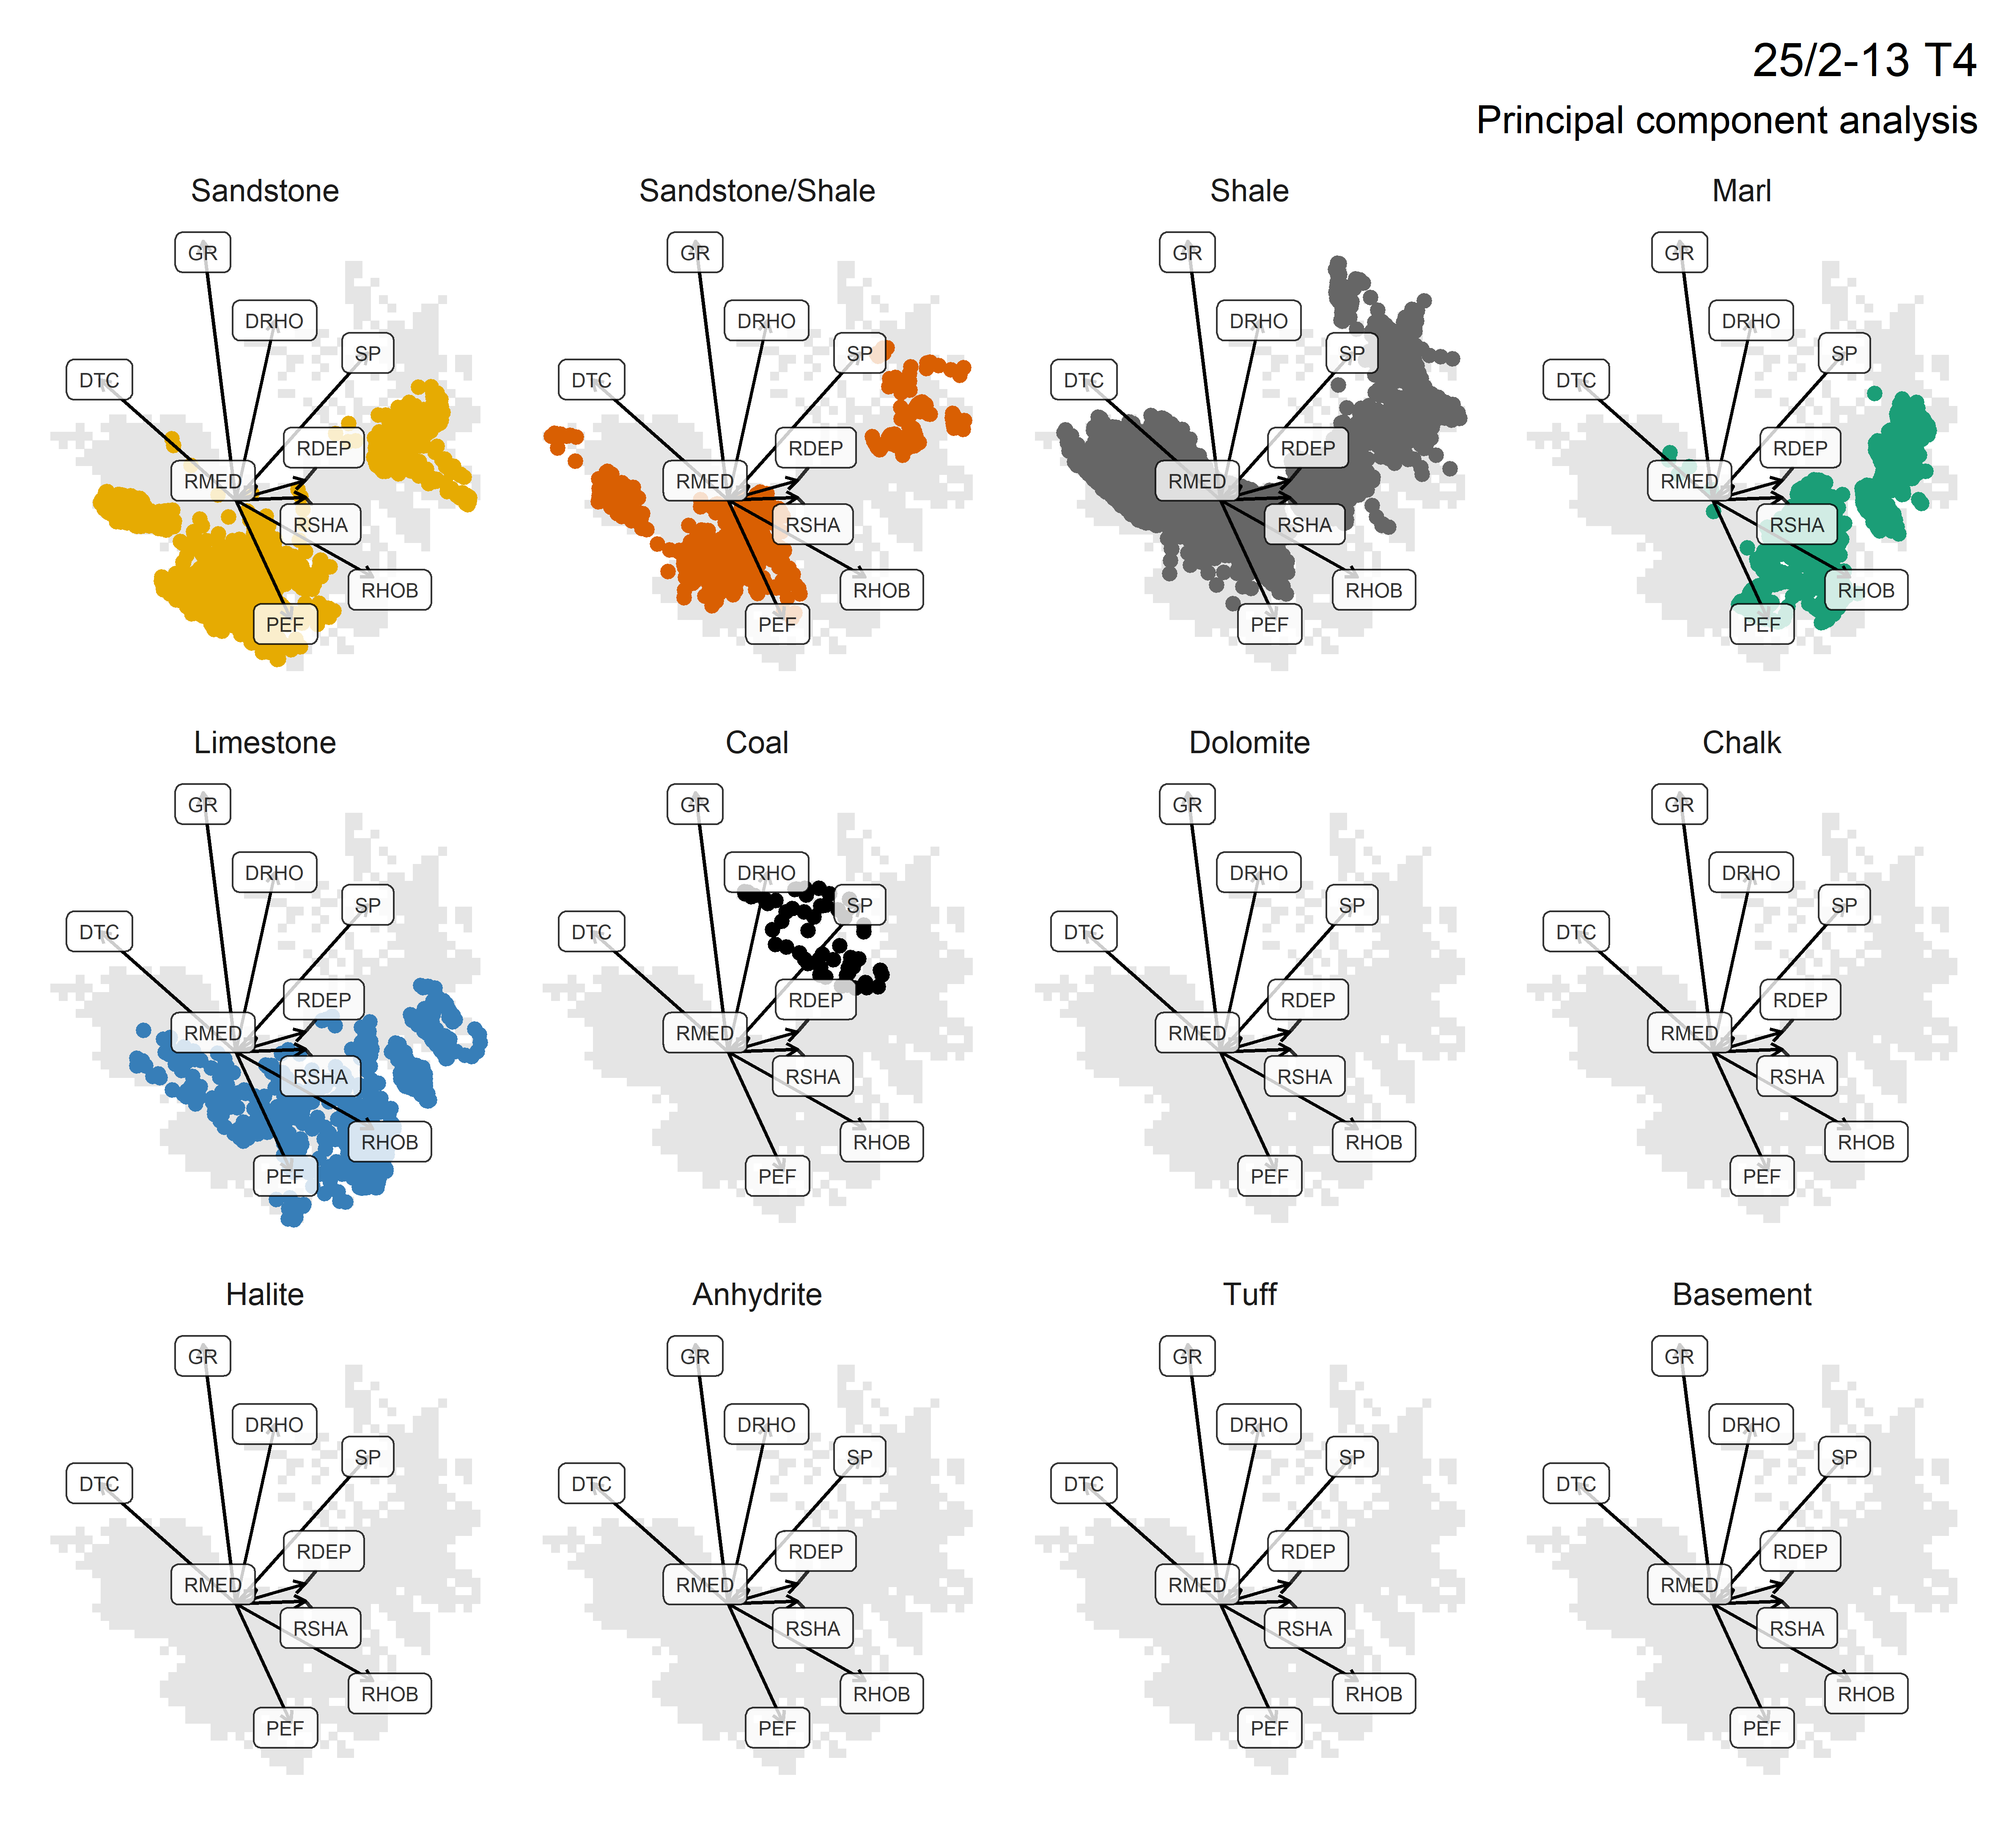 25/2-13 T4
Principal component analysis
Sandstone
GR
DRHO
SP
DTC
RDEP
RMED
RSHA
RHOB
PEF
Sandstone/Shale
GR
DRHO
SP
DTC
RDEP
RMED
RSHA
RHOB
PEF
Shale
GR
DRHO
SP
DTC
RDEP
RMED
RSHA
RHOB
PEF
Marl
GR
DRHO
SP
DTC
RDEP
RMED
RSHA
RHOB
PEF
Limestone
GR
DRHO
SP
DTC
RDEP
RMED
RSHA
RHOB
PEF
Coal
GR
DRHO
SP
DTC
RDEP
RMED
RSHA
RHOB
PEF
Dolomite
GR
DRHO
SP
DTC
RDEP
RMED
RSHA
RHOB
PEF
Chalk
GR
DRHO
SP
DTC
RDEP
RMED
RSHA
RHOB
PEF
Halite
GR
DRHO
SP
DTC
RDEP
RMED
RSHA
RHOB
PEF
Anhydrite
GR
DRHO
SP
DTC
RDEP
RMED
RSHA
RHOB
PEF
Tuff
GR
DRHO
SP
DTC
RDEP
RMED
RSHA
RHOB
PEF
Basement
GR
DRHO
SP
DTC
RDEP
RMED
RSHA
RHOB
PEF